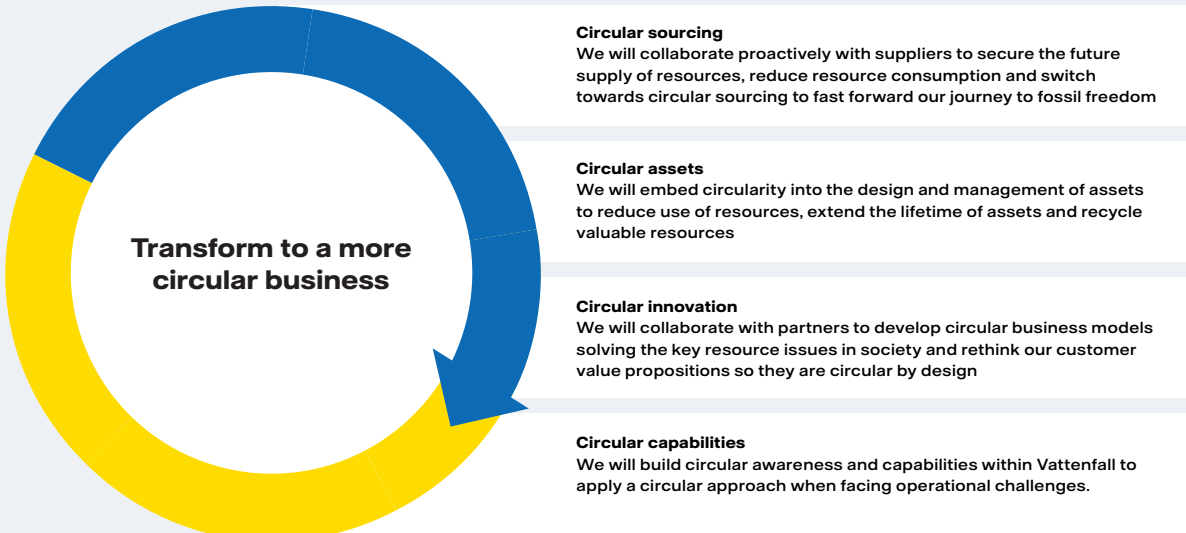 Transform to a more
circular business
Circular sourcing
We will collaborate proactively with suppliers to secure the future
supply of resources, reduce resource consumption and switch
towards circular sourcing to fast forward our journey to fossil freedom
Circular assets
We will embed circularity into the design and management of assets
to reduce use of resources, extend the lifetime of assets and recycle
valuable resources
Circular innovation
We will collaborate with partners to develop circular business models
solving the key resource issues in society and rethink our customer
value propositions so they are circular by design
Circular capabilities
We will build circular awareness and capabilities within Vattenfall to
apply a circular approach when facing operational challenges.